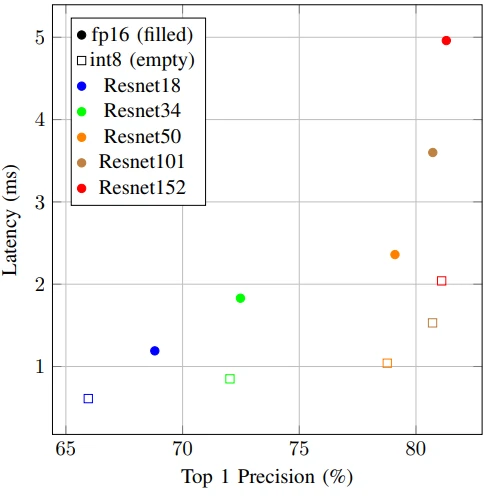 fp16 (filled)
int8 (empty)
Resnet18
Resnet34
Resnet50
Resnet101
Resnet152
Latency (ms)
5
4
3
2
1
65 70 75 80
Top 1 Precision (%)